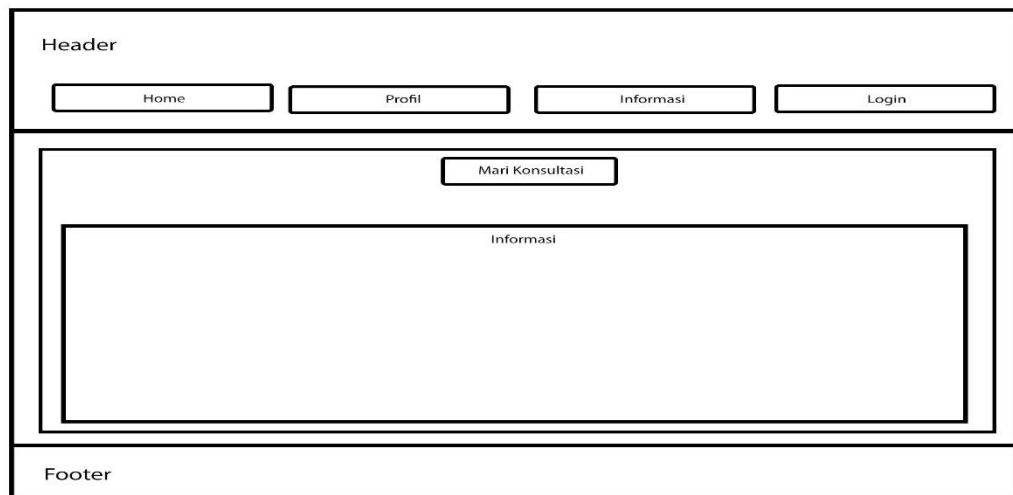 Header
Home Profil Informasi Login
Mari Konsultasi
Informasi
Footer